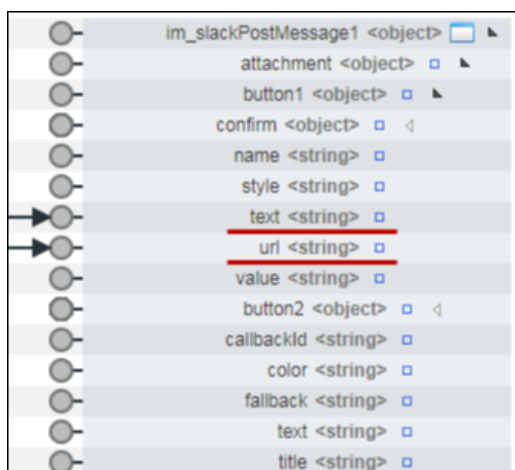 im_slackPostMessage1 <object>
attachment <object>
button1 <object>
confirm <object>
name <string>
style <string>
text <string>
url <string>
value <string>
button2 <object>
callbackId <string>
color <string>
fallback <string>
text <string>
title <string>